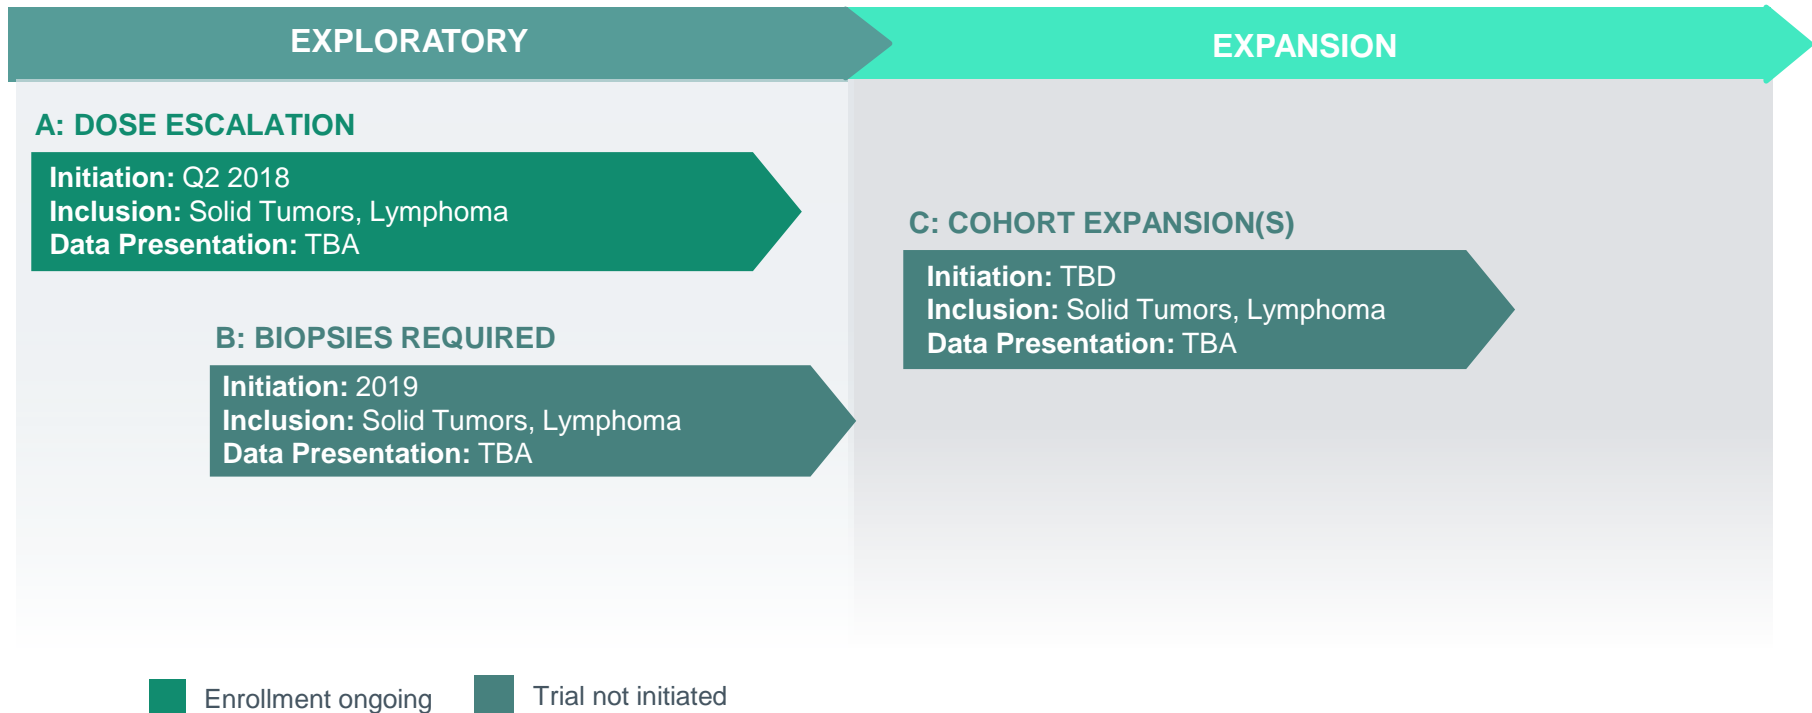 EXPLORATORY
EXPANSION
A: DOSE ESCALATION
Initiation: Q2 2018
Inclusion: Solid Tumors, Lymphoma
Data Presentation: TBA
B: BIOPSIES REQUIRED
Initiation: 2019
Inclusion: Solid Tumors, Lymphoma
Data Presentation: TBA
C: COHORT EXPANSION(S)
Initiation: TBD
Inclusion: Solid Tumors, Lymphoma
Data Presentation: TBA
Enrollment ongoing
Trial not initiated